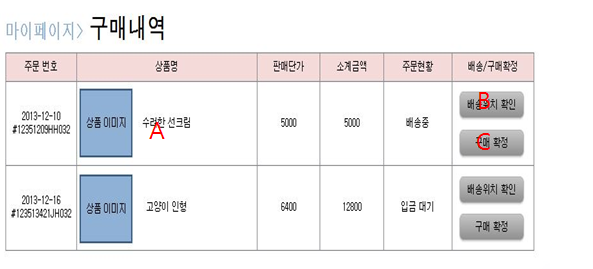 마이페이지> 구매내역
주문 번호 상품명 판매단가 소계금액 주문현황 배송/구매확정
2013-12-10
#12351209HH032
상품 이미지
수려한 선크림
A
5000
5000
배송중
배송위치 확인
B
구매 확정
C
2013-12-16
#123513421JH032
상품 이미지
고양이 인형
6400
12800
입금 대기
배송위치 확인
구매 확정